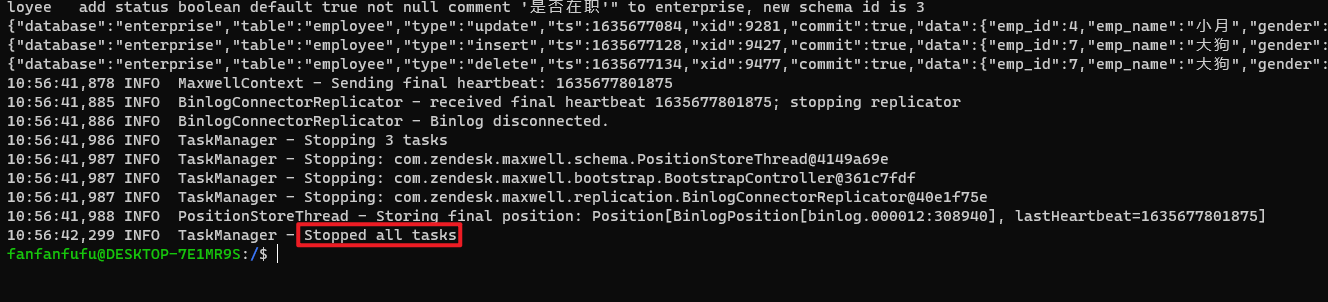 loyee   add status boolean default true not null comment '是否在职'" to enterprise, new schema id is 3
{"database":"enterprise","table":"employee","type":"update","ts":1635677084,"xid":9281,"commit":true,"data":{"emp_id":4,"emp_name":"小月","gender":
{"database":"enterprise","table":"employee","type":"insert","ts":1635677128,"xid":9427,"commit":true,"data":{"emp_id":7,"emp_name":"大狗","gender":
{"database":"enterprise","table":"employee","type":"delete","ts":1635677134,"xid":9477,"commit":true,"data":{"emp_id":7,"emp_name":"大狗","gender":
10:56:41,878 INFO  MaxwellContext - Sending final heartbeat: 1635677801875
10:56:41,885 INFO  BinlogConnectorReplicator - received final heartbeat 1635677801875; stopping replicator
10:56:41,886 INFO  BinlogConnectorReplicator - Binlog disconnected.
10:56:41,986 INFO  TaskManager - Stopping 3 tasks
10:56:41,987 INFO  TaskManager - Stopping: com.zendesk.maxwell.schema.PositionStoreThread@4149a69e
10:56:41,987 INFO  TaskManager - Stopping: com.zendesk.maxwell.bootstrap.BootstrapController@361c7fdf
10:56:41,987 INFO  TaskManager - Stopping: com.zendesk.maxwell.replication.BinlogConnectorReplicator@40e1f75e
10:56:41,988 INFO  PositionStoreThread - Storing final position: Position[BinlogPosition[binlog.000012:308940], lastHeartbeat=1635677801875]
10:56:42,299 INFO  TaskManager - Stopped all tasks
fanfanfufu@DESKTOP-7E1MR9S:/$